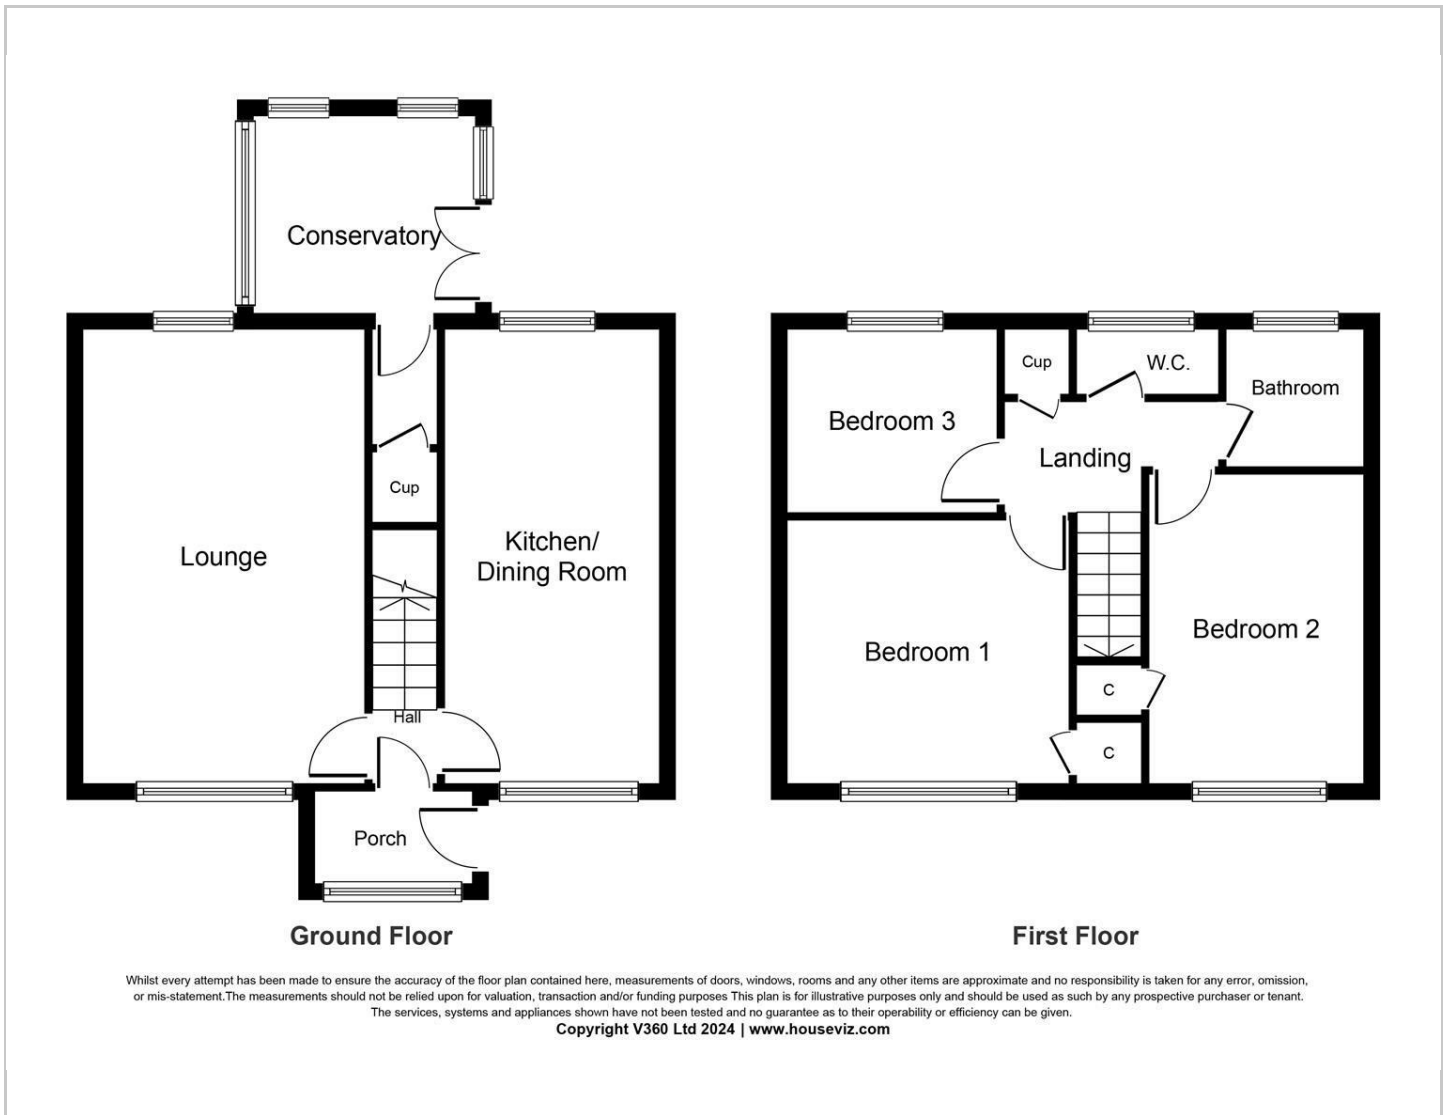 Conservatory
Cup
Lounge
Kitchen/
Dining Room
Hall
Porch
Ground Floor
Cup
W.C.
Bathroom
Bedroom 3
Landing
Bedroom 1
Bedroom 2
C
C
First Floor
Whilst every attempt has been made to ensure the accuracy of the floor plan contained here, measurements of doors, windows, rooms and any other items are approximate and no responsibility is taken for any error, omission,
or mis-statement.The measurements should not be relied upon for valuation, transaction and/or funding purposes This plan is for illustrative purposes only and should be used as such by any prospective purchaser or tenant.
The services, systems and appliances shown have not been tested and no guarantee as to their operability or efficiency can be given.
Copyright V360 Ltd 2024 | www.houseviz.com